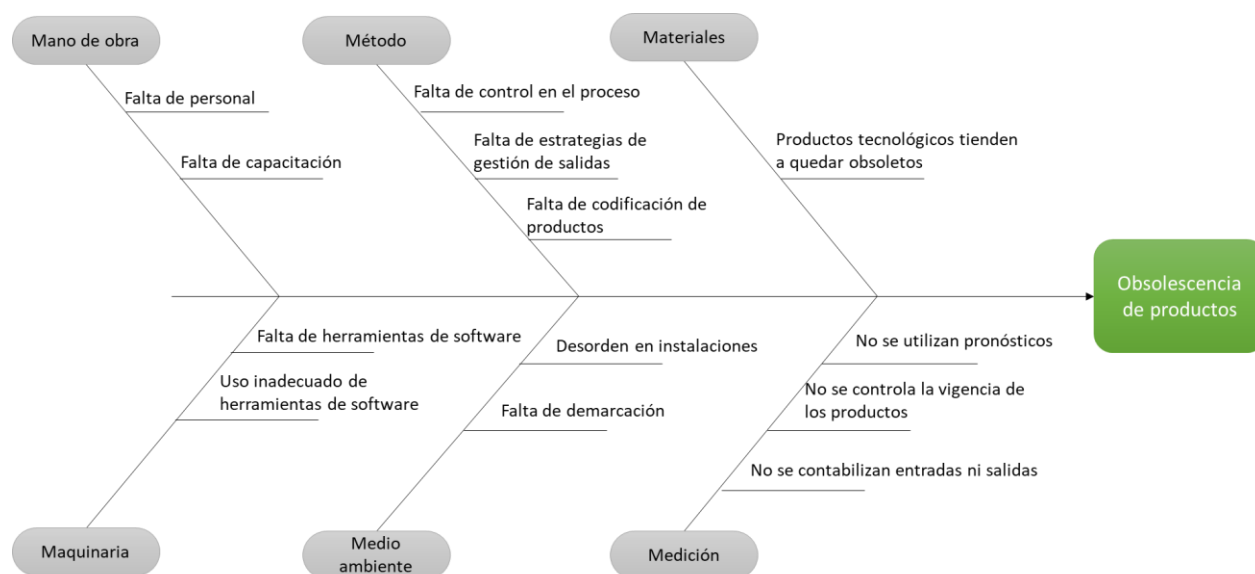 Mano de obra
Método
Materiales
Falta de personal
Falta de capacitación
Falta de control en el proceso
Falta de estrategias de
gestión de salidas
Falta de codificación de
productos
Productos tecnológicos tienden
a quedar obsoletos
Obsolescencia
de productos
Falta de herramientas de software
Uso inadecuado de
herramientas de software
Desorden en instalaciones
Falta de demarcación
No se utilizan pronósticos
No se controla la vigencia de
los productos
No se contabilizan entradas ni salidas
Maquinaria
Medio
ambiente
Medición